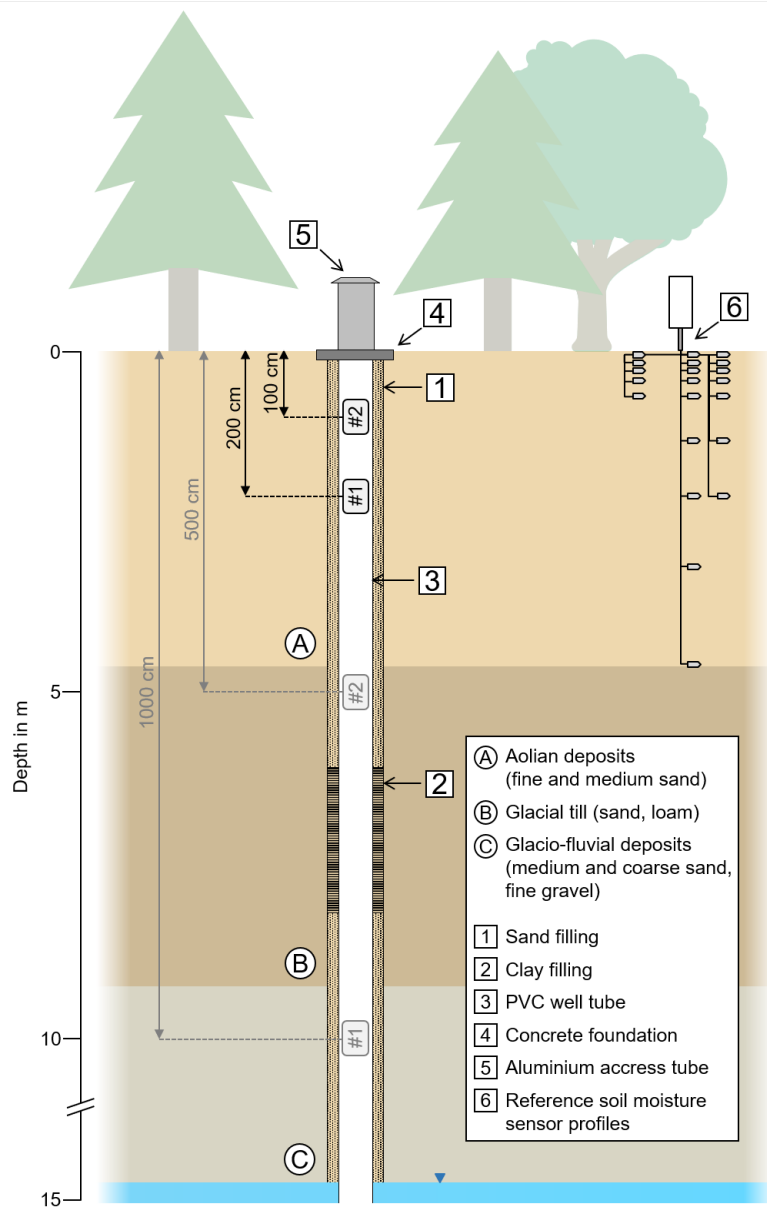 5
4
6
0
1
100 cm
#2
200 cm
#1
500 cm
3
A
1000 cm
5
#2
Depth in m
2
A Aolian deposits
(fine and medium sand)
B Glacial till (sand, loam)
C Glacio-fluvial deposits
(medium and coarse sand,
fine gravel)
1 Sand filling
2 Clay filling
3 PVC well tube
4 Concrete foundation
5 Aluminium accress tube
6 Reference soil moisture
sensor profiles
B
10
#1
C
15